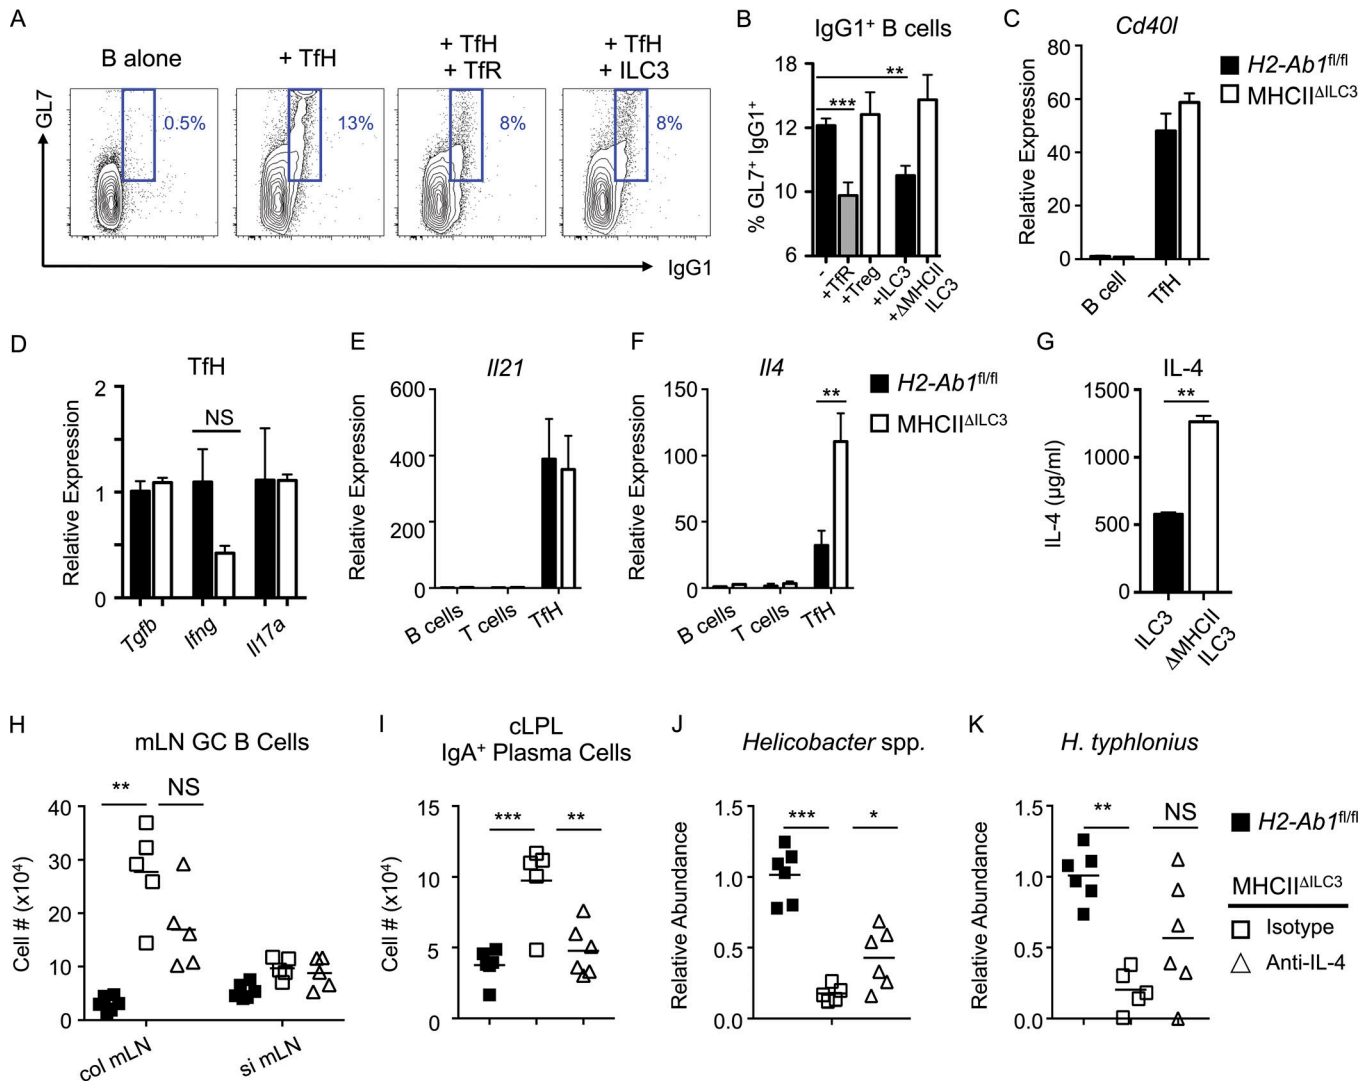 A
B alone
+ TfH
+ TfH
+ TfR
+ TfH
+ ILC3
GL7
0.5%
13%
8%
8%
IgG1
B
IgG1⁺ B cells
% GL7⁺ IgG1⁺
18
12
10
6
**
***
-
+TfR
+Treg
+ILC3
+ΔMHCII
ILC3
C
Cd40l
Relative Expression
80
60
40
20
0
B cell
TfH
H2-Ab1fl/fl
MHCIIΔILC3
D
TfH
Relative Expression
2
1
0
NS
Tgfb
Ifng
Il17a
E
Il21
Relative Expression
600
400
200
0
B cells
T cells
TfH
F
Il4
Relative Expression
150
100
50
0
**
B cells
T cells
TfH
H2-Ab1fl/fl
MHCIIΔILC3
G
IL-4
IL-4 (µg/ml)
1500
1000
500
0
**
ILC3
ΔMHCII
ILC3
H
mLN GC B Cells
Cell # (x10⁴)
40
30
20
10
0
**
NS
col mLN
si mLN
I
cLPL
IgA⁺ Plasma Cells
Cell # (x10⁴)
15
10
5
0
***
**
J
Helicobacter spp.
Relative Abundance
1.5
1.0
0.5
0.0
***
*
K
H. typhlonius
Relative Abundance
1.5
1.0
0.5
0.0
**
NS
H2-Ab1fl/fl
MHCIIΔILC3
Isotype
Anti-IL-4